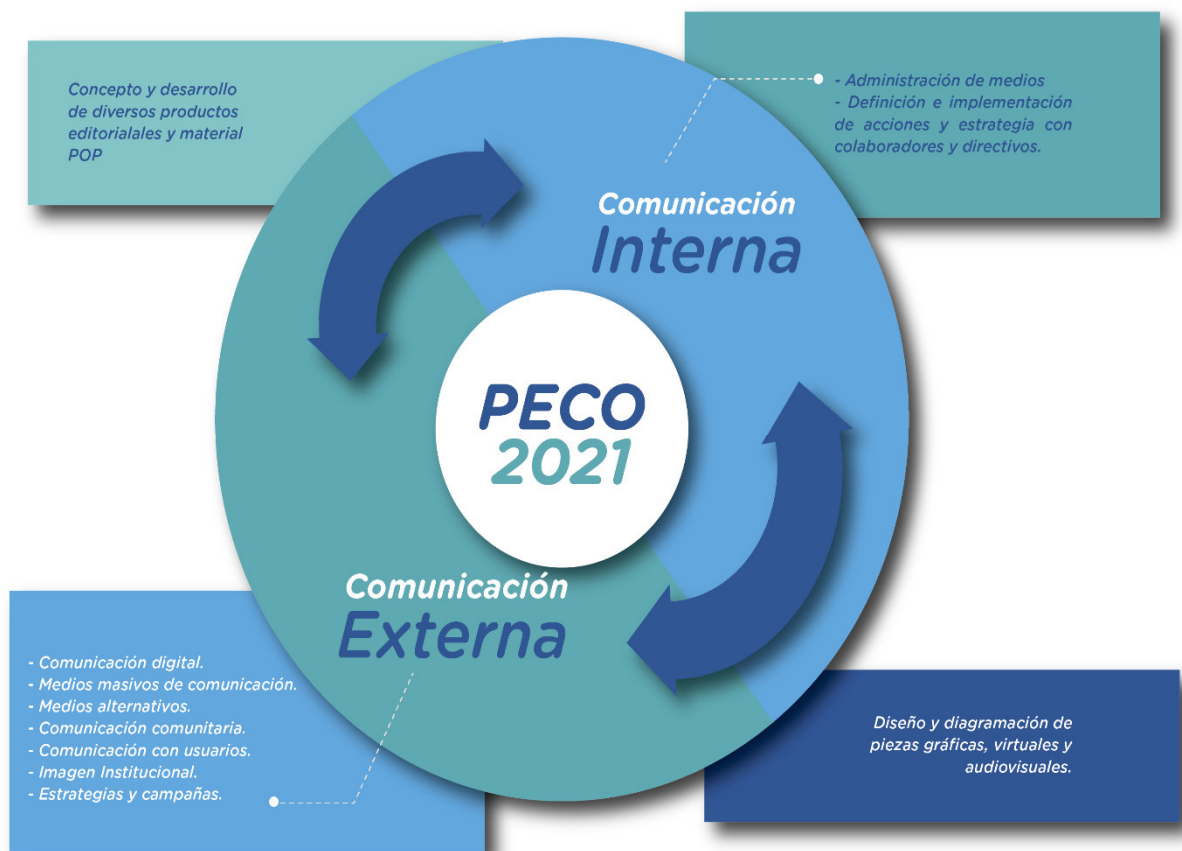 Concepto y desarrollo
de diversos productos
editorialales y material
POP
- Administración de medios
- Definición e implementación
de acciones y estrategia con
colaboradores y directivos.
Comunicación
Interna
PECO
2021
Comunicación
Externa
- Comunicación digital.
- Medios masivos de comunicación.
- Medios alternativos.
- Comunicación comunitaria.
- Comunicación con usuarios.
- Imagen Institucional.
- Estrategias y campañas.
Diseño y diagramación de
piezas gráficas, virtuales y
audiovisuales.